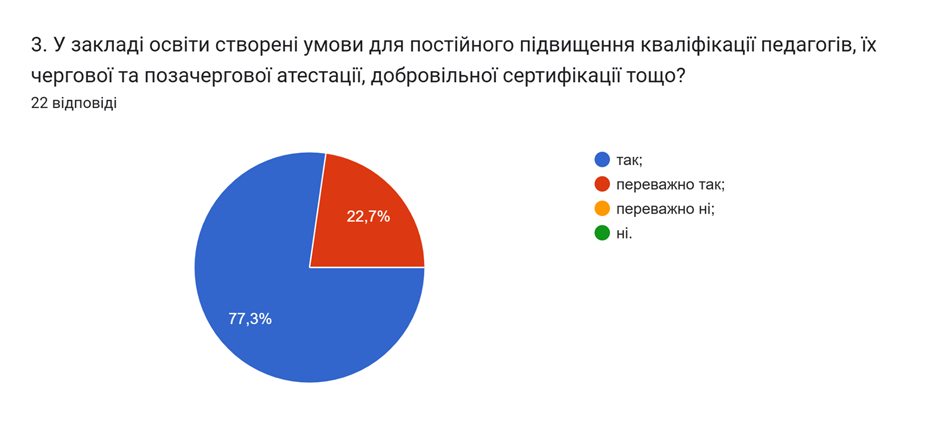 3. У закладі освіти створені умови для постійного підвищення кваліфікації педагогів, їх
чергової та позачергової атестації, добровільної сертифікації тощо?
22 відповіді
так;
переважно так;
переважно ні;
ні.
22,7%
77,3%